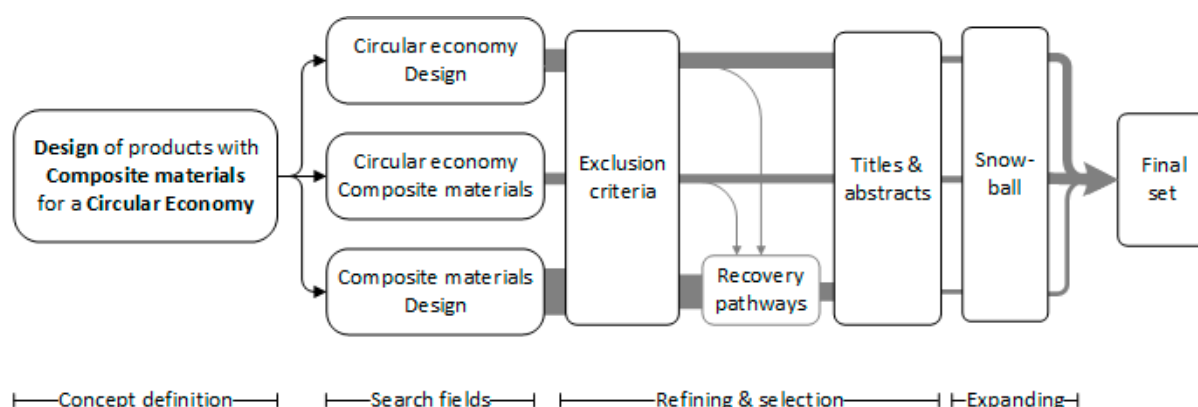 Design of products with
Composite materials
for a Circular Economy
Circular economy
Design
Circular economy
Composite materials
Composite materials
Design
Exclusion
criteria
Recovery
pathways
Titles &
abstracts
Snow-
ball
Final
set
Concept definition
Search fields
Refining & selection
Expanding